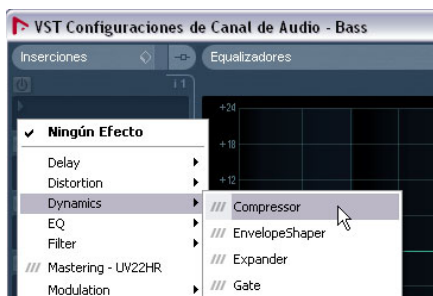 VST Configuraciones de Canal de Audio - Bass
Inserciones
Equalizadores
i1
+24
+18
+12
✓ Ningún Efecto
Delay
Distortion
Dynamics
EQ
Filter
Mastering - UV22HR
Modulation
Compressor
EnvelopeShaper
Expander
Gate